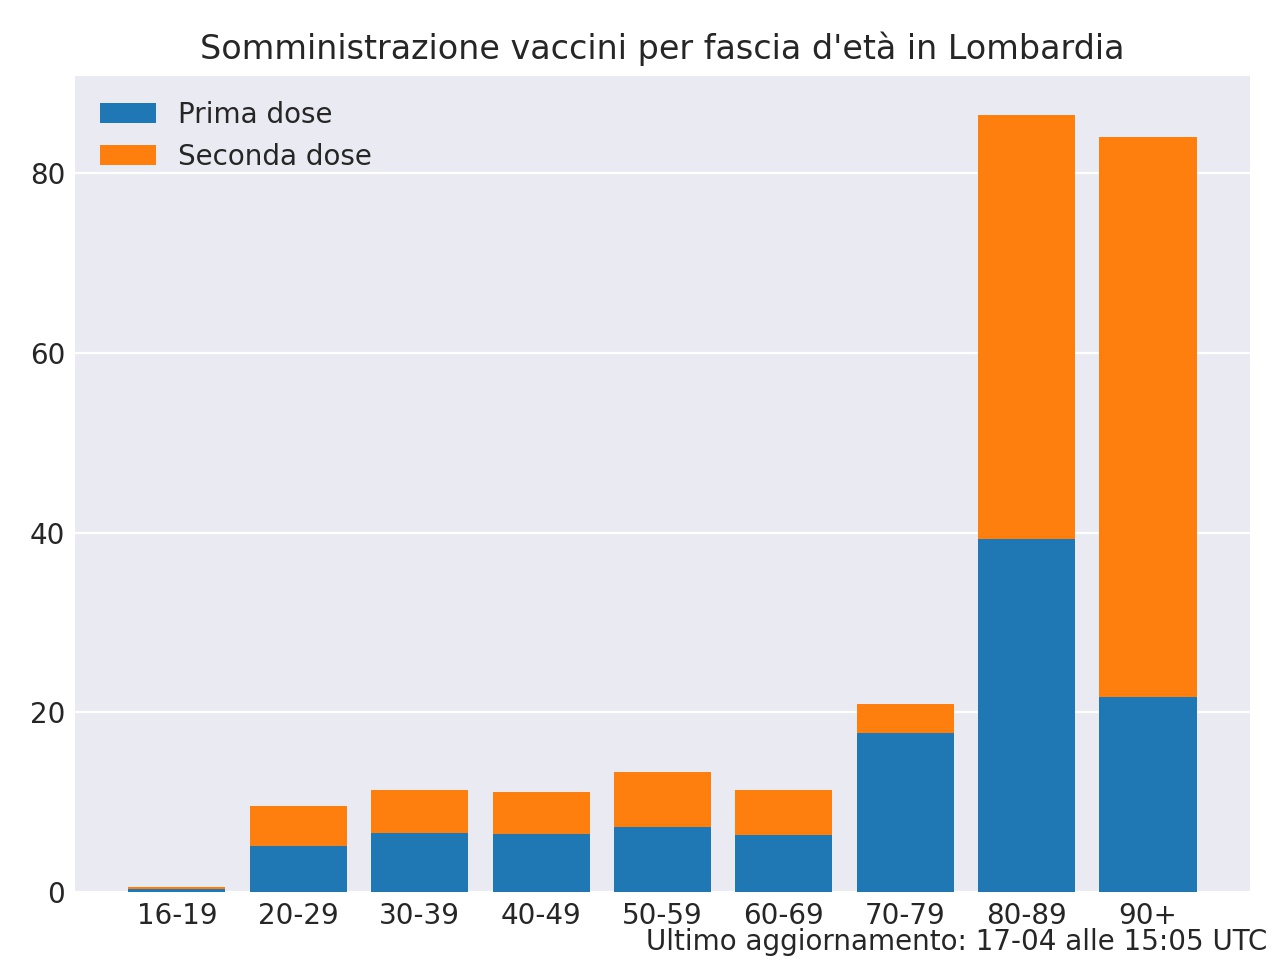 Somministrazione vaccini per fascia d'età in Lombardia
Prima dose
Seconda dose
80
60
40
20
0
16-19 20-29 30-39 40-49 50-59 60-69 70-79 80-89 90+
Ultimo aggiornamento: 17-04 alle 15:05 UTC